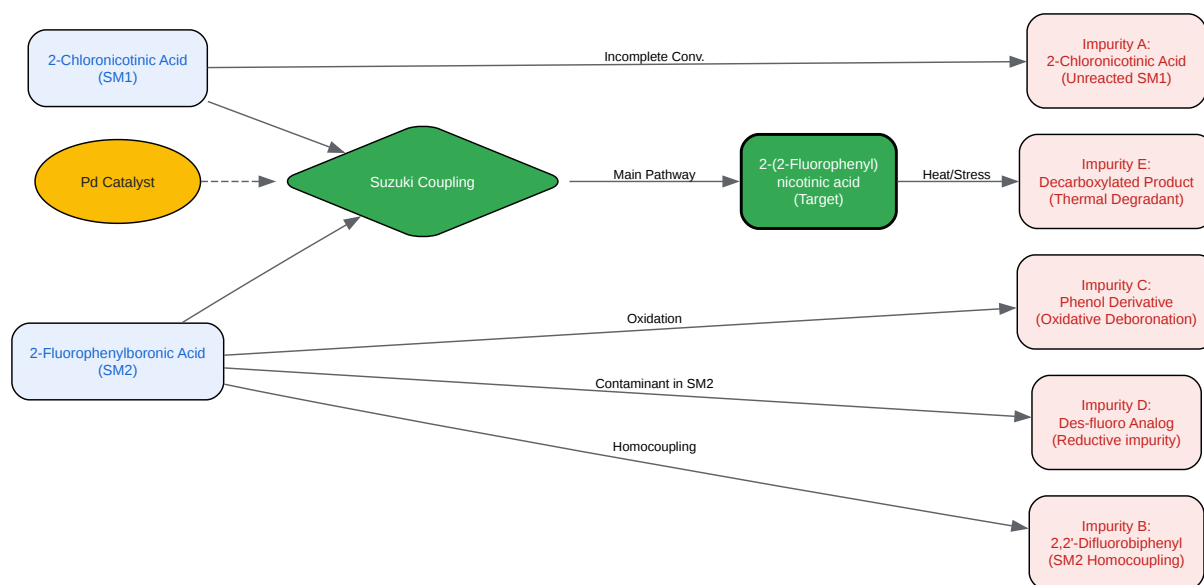 2-Chloronicotinic Acid
(SM1)
Incomplete Conv.
Impurity A:
2-Chloronicotinic Acid
(Unreacted SM1)
Pd Catalyst
Suzuki Coupling
Main Pathway
2-(2-Fluorophenyl)
nicotinic acid
(Target)
Heat/Stress
Impurity E:
Decarboxylated Product
(Thermal Degradant)
2-Fluorophenylboronic Acid
(SM2)
Oxidation
Impurity C:
Phenol Derivative
(Oxidative Deboronation)
Contaminant in SM2
Impurity D:
Des-fluoro Analog
(Reductive impurity)
Homocoupling
Impurity B:
2,2'-Difluorobiphenyl
(SM2 Homocoupling)